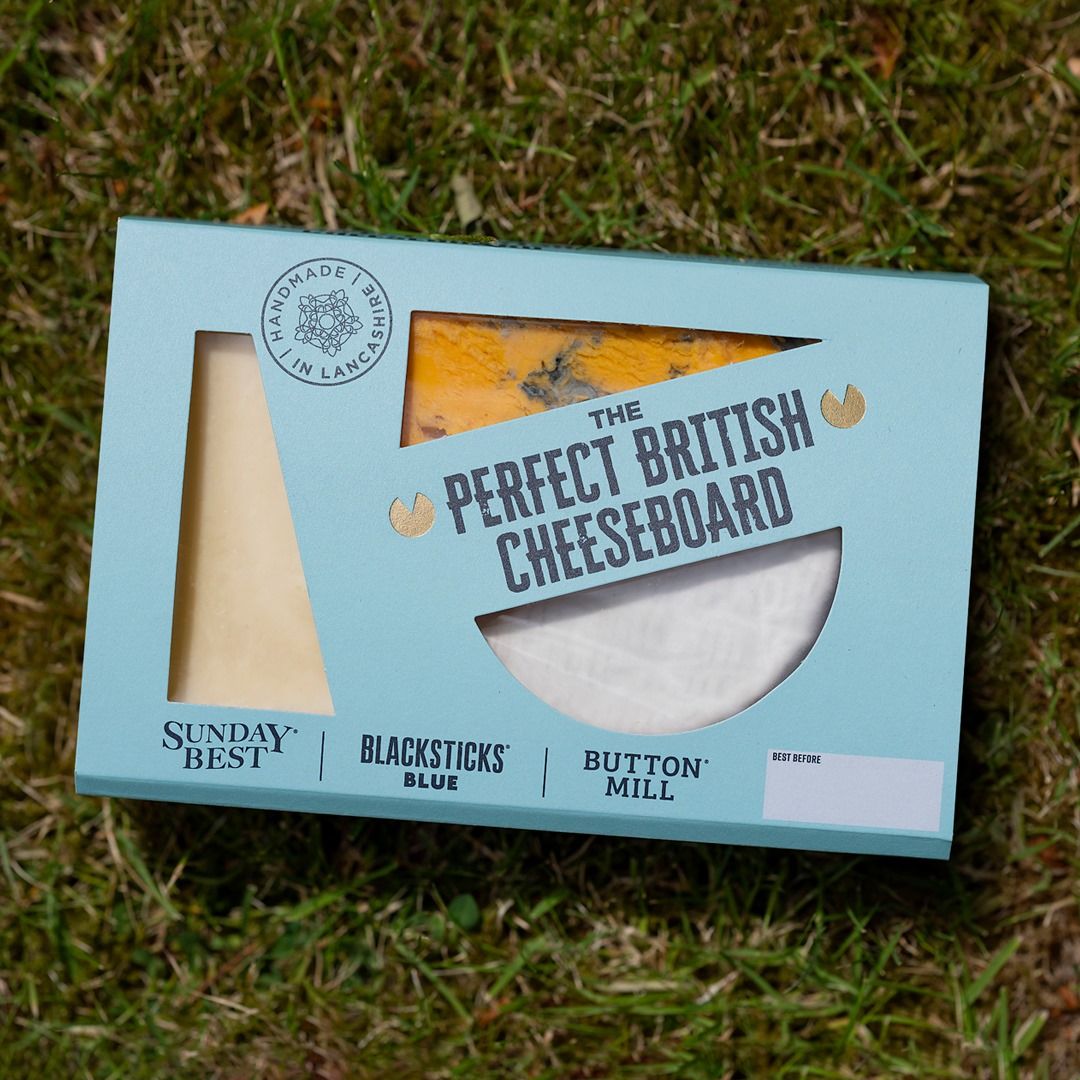 HANDMADE
IN LANCASHIRE
THE
PERFECT BRITISH
CHEESEBOARD
SUNDAY®
BEST
BLACKSTICKS®
BLUE
BUTTON®
MILL
BEST BEFORE